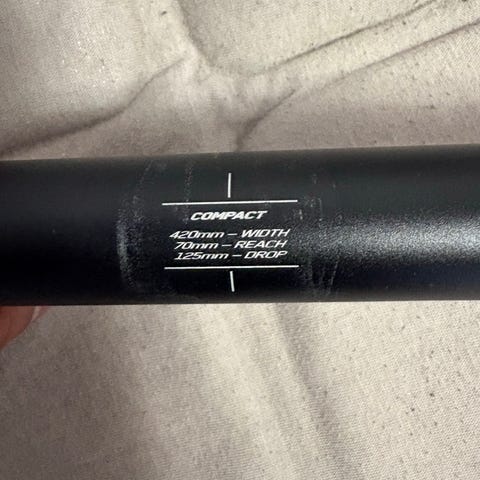 COMPACT
420mm – WIDTH
70mm – REACH
125mm – DROP